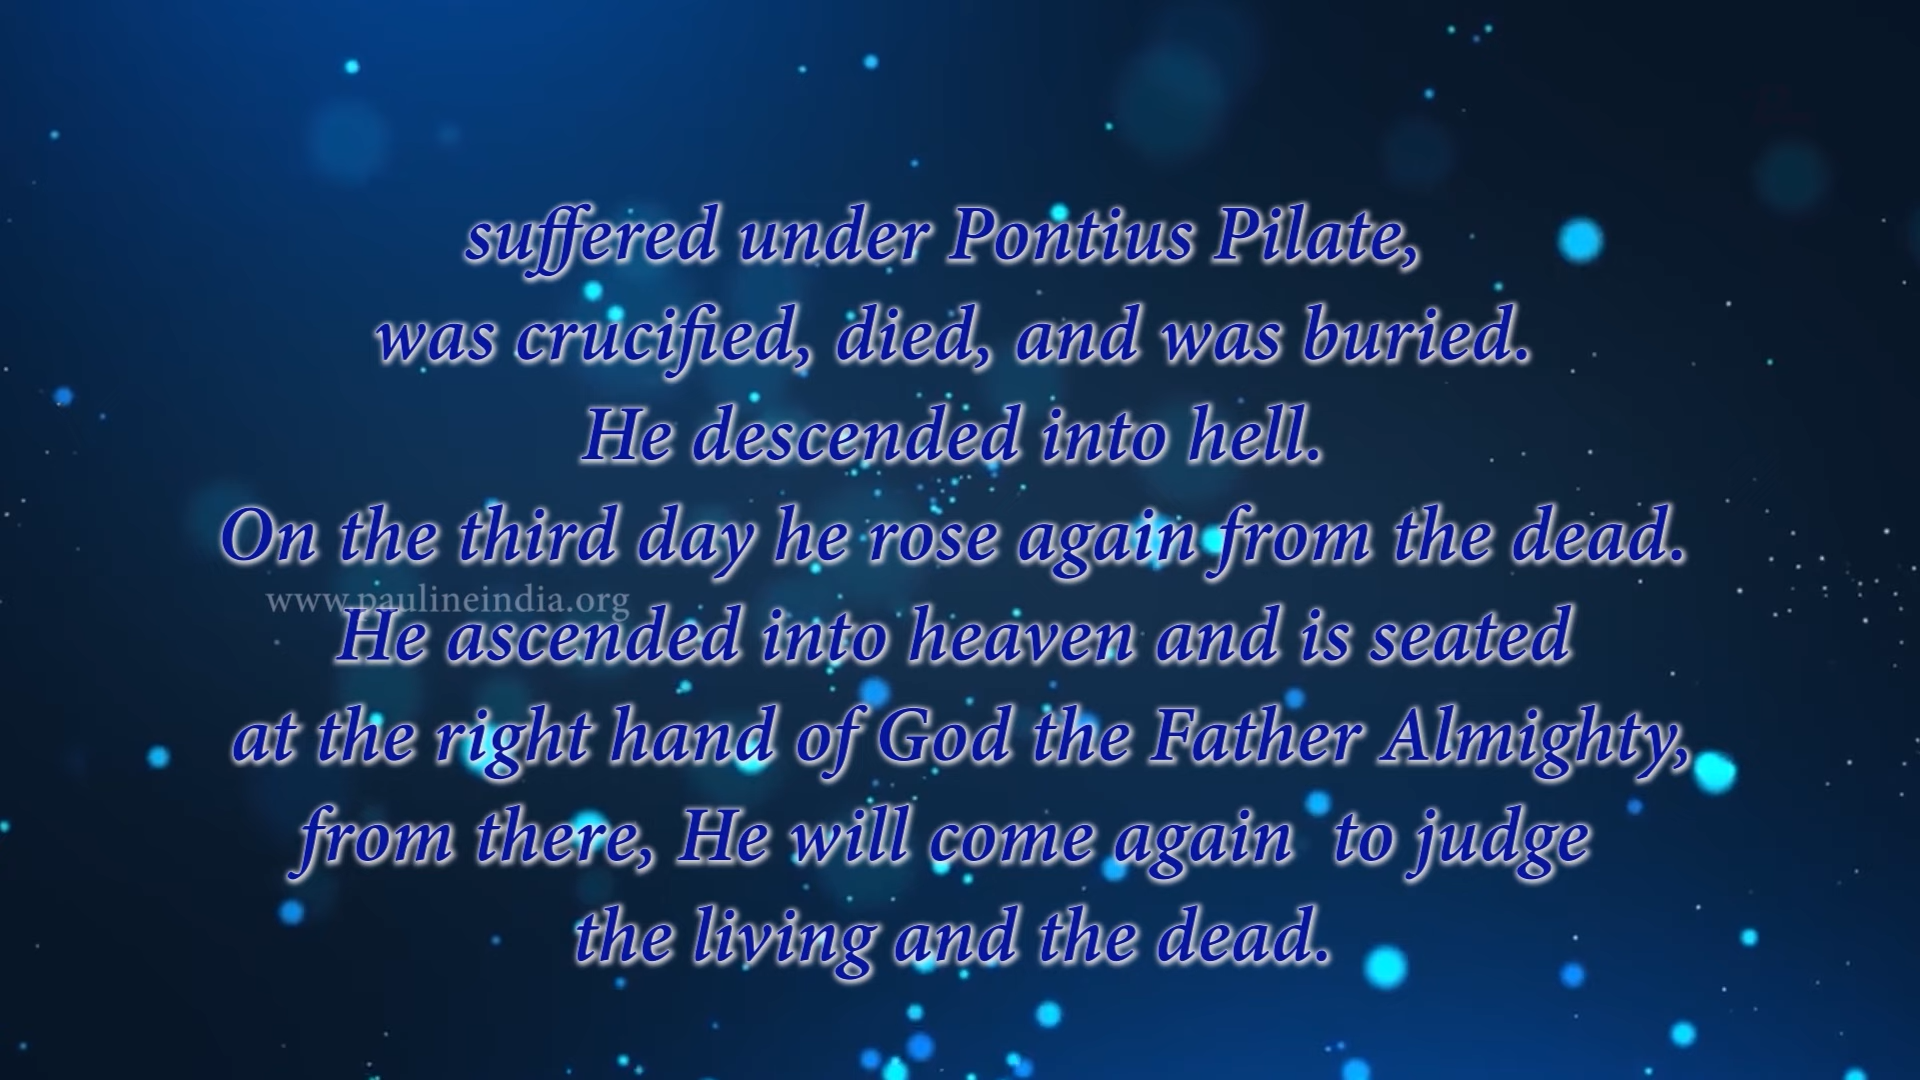 suffered under Pontius Pilate,
was crucified, died, and was buried.
He descended into hell.
On the third day he rose again from the dead.
www.paulineindia.org
He ascended into heaven and is seated
at the right hand of God the Father Almighty,
from there, He will come again  to judge
the living and the dead.